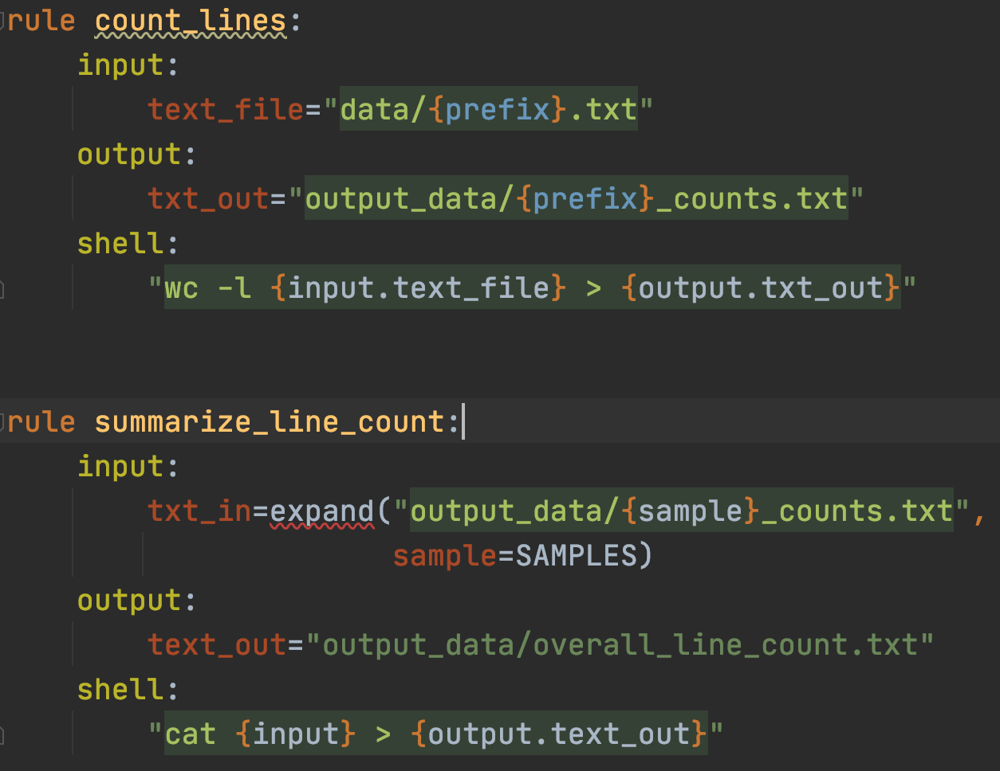 rule count_lines:
    input:
        text_file="data/{prefix}.txt"
    output:
        txt_out="output_data/{prefix}_counts.txt"
    shell:
        "wc -l {input.text_file} > {output.txt_out}"
rule summarize_line_count:
    input:
        txt_in=expand("output_data/{sample}_counts.txt",
                      sample=SAMPLES)
    output:
        text_out="output_data/overall_line_count.txt"
    shell:
        "cat {input} > {output.text_out}"